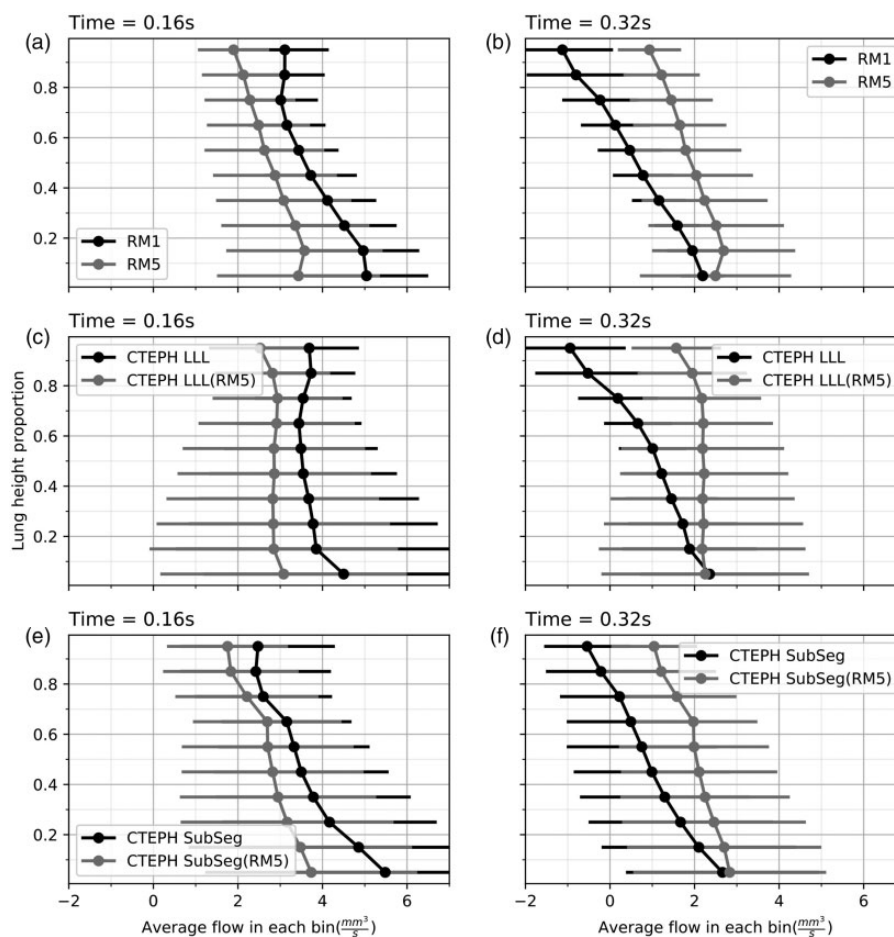 Time = 0.16s
Time = 0.32s
(a)
(b)
0.8
0.6
0.4
0.2
RM1
RM5
RM1
RM5
Time = 0.16s
Time = 0.32s
(c)
(d)
CTEPH LLL
CTEPH LLL(RM5)
CTEPH LLL
CTEPH LLL(RM5)
0.8
0.6
0.4
0.2
Lung height proportion
Time = 0.16s
Time = 0.32s
(e)
(f)
CTEPH SubSeg
CTEPH SubSeg(RM5)
0.8
0.6
0.4
0.2
CTEPH SubSeg
CTEPH SubSeg(RM5)
−2 0 2 4 6 −2 0 2 4 6
Average flow in each bin(mm³/s) Average flow in each bin(mm³/s)